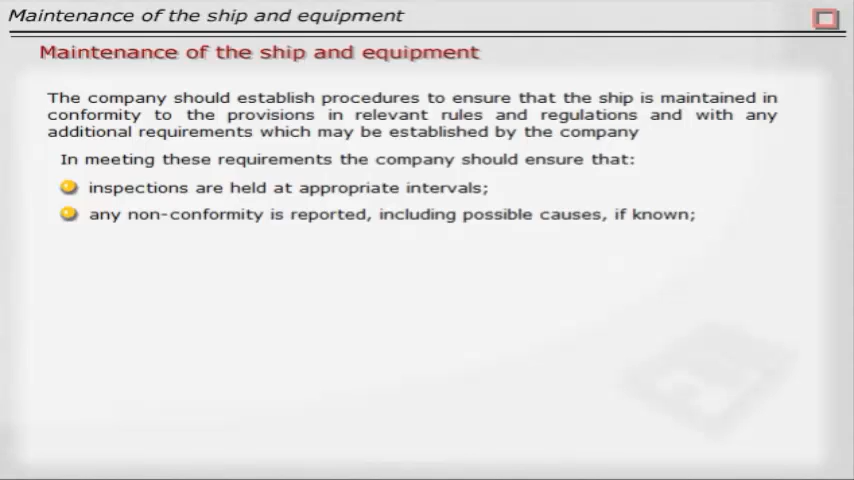 Maintenance of the ship and equipment
Maintenance of the ship and equipment
The company should establish procedures to ensure that the ship is maintained in
conformity to the provisions in relevant rules and regulations and with any
additional requirements which may be established by the company
In meeting these requirements the company should ensure that:
inspections are held at appropriate intervals;
any non-conformity is reported, including possible causes, if known;